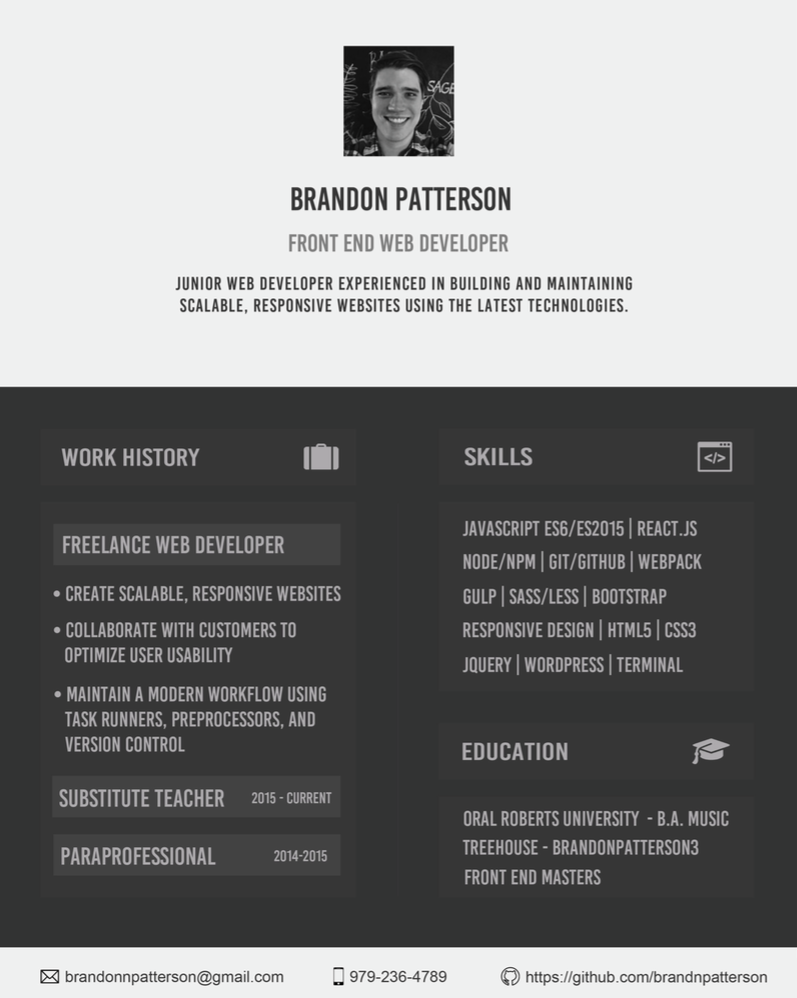 SAGE
BRANDON PATTERSON
FRONT END WEB DEVELOPER
JUNIOR WEB DEVELOPER EXPERIENCED IN BUILDING AND MAINTAINING
SCALABLE, RESPONSIVE WEBSITES USING THE LATEST TECHNOLOGIES.
WORK HISTORY
FREELANCE WEB DEVELOPER
• CREATE SCALABLE, RESPONSIVE WEBSITES
• COLLABORATE WITH CUSTOMERS TO
OPTIMIZE USER USABILITY
• MAINTAIN A MODERN WORKFLOW USING
TASK RUNNERS, PREPROCESSORS, AND
VERSION CONTROL
SUBSTITUTE TEACHER 2015 - CURRENT
PARAPROFESSIONAL 2014-2015
SKILLS
</>
JAVASCRIPT ES6/ES2015 | REACT.JS
NODE/NPM | GIT/GITHUB | WEBPACK
GULP | SASS/LESS | BOOTSTRAP
RESPONSIVE DESIGN | HTML5 | CSS3
JQUERY | WORDPRESS | TERMINAL
EDUCATION
ORAL ROBERTS UNIVERSITY - B.A. MUSIC
TREEHOUSE - BRANDONPATTERSON3
FRONT END MASTERS
brandonnpatterson@gmail.com 979-236-4789 https://github.com/brandnpatterson